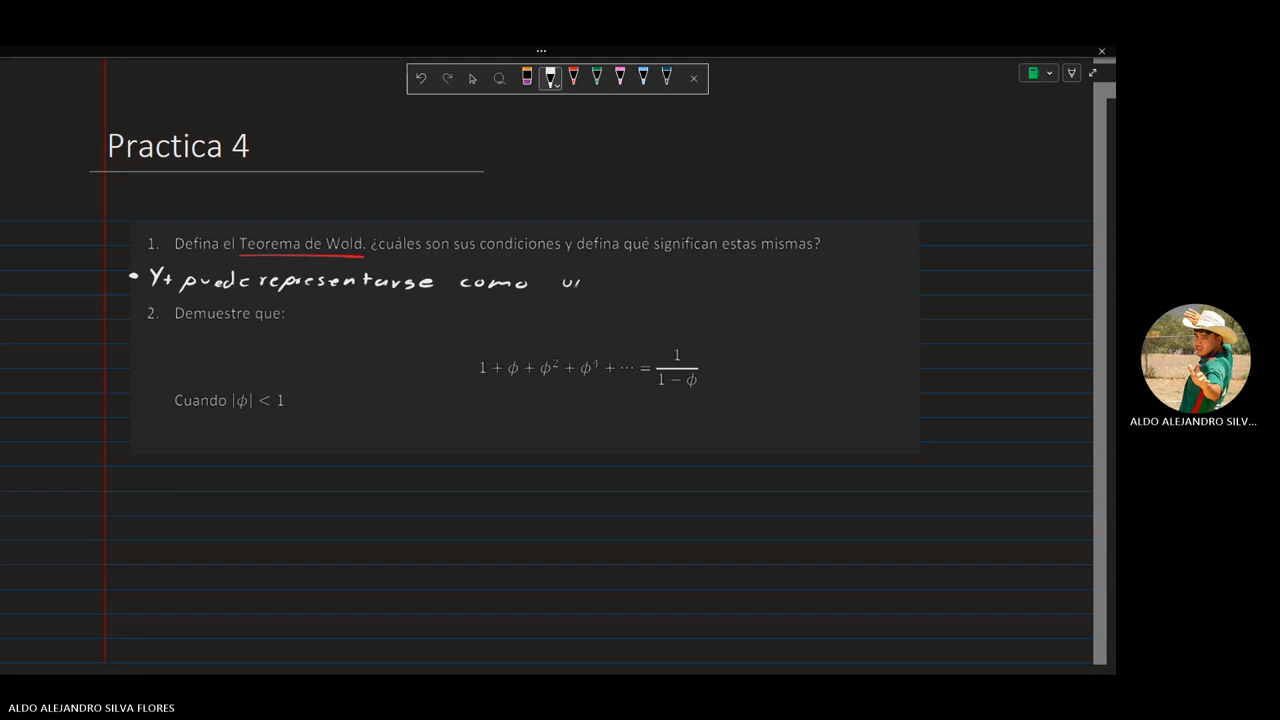 Practica 4
1. Defina el Teorema de Wold. ¿cuáles son sus condiciones y defina qué significan estas mismas?
• Yt puede representarse como
2. Demuestre que:
1 + ϕ + ϕ² + ϕ⁴ + ⋯ = 1 / (1 − ϕ)
Cuando |ϕ| < 1
ALDO ALEJANDRO SILV...
ALDO ALEJANDRO SILVA FLORES